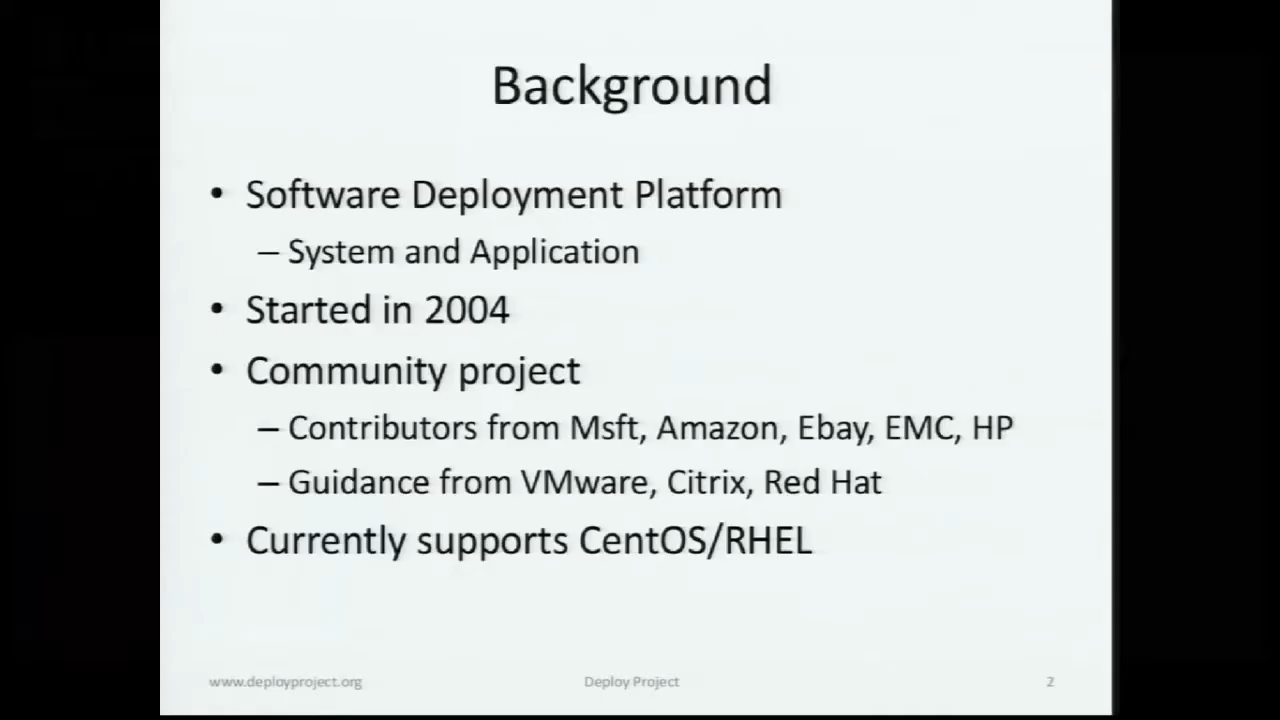 Background
• Software Deployment Platform
– System and Application
• Started in 2004
• Community project
– Contributors from Msft, Amazon, Ebay, EMC, HP
– Guidance from VMware, Citrix, Red Hat
• Currently supports CentOS/RHEL
www.deployproject.org Deploy Project 2